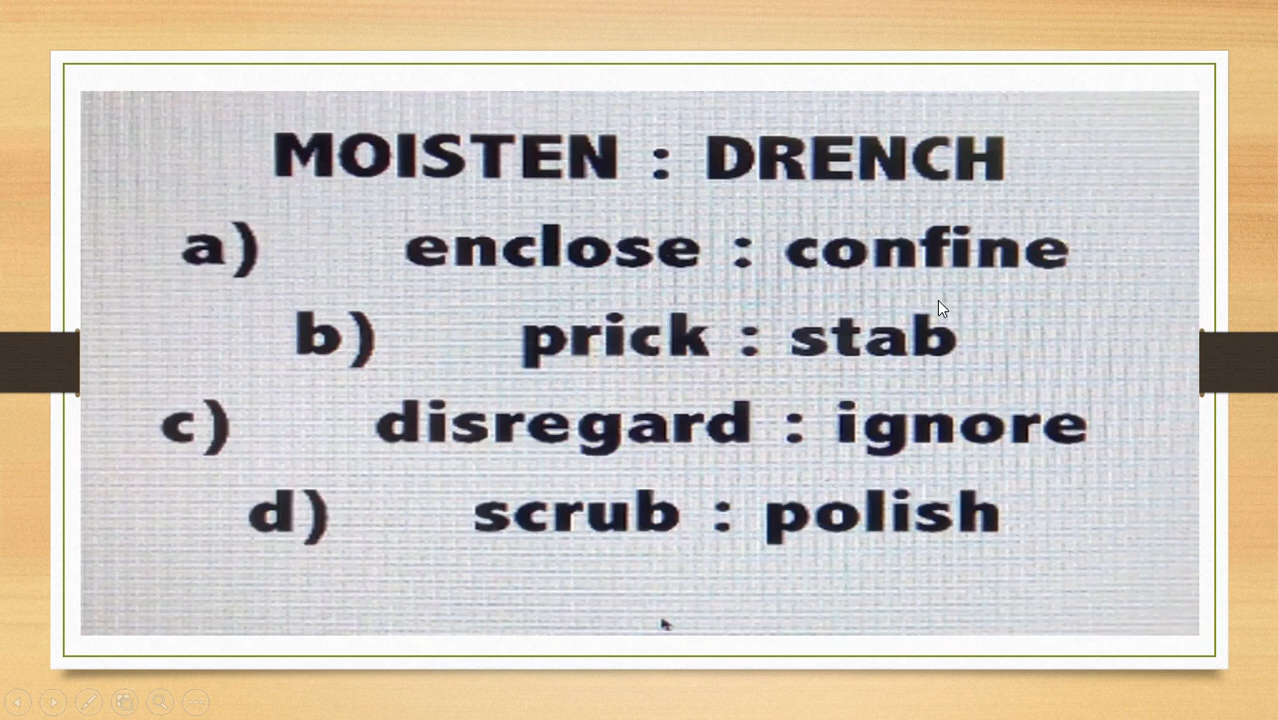 MOISTEN : DRENCH
a) enclose : confine
b) prick : stab
c) disregard : ignore
d) scrub : polish